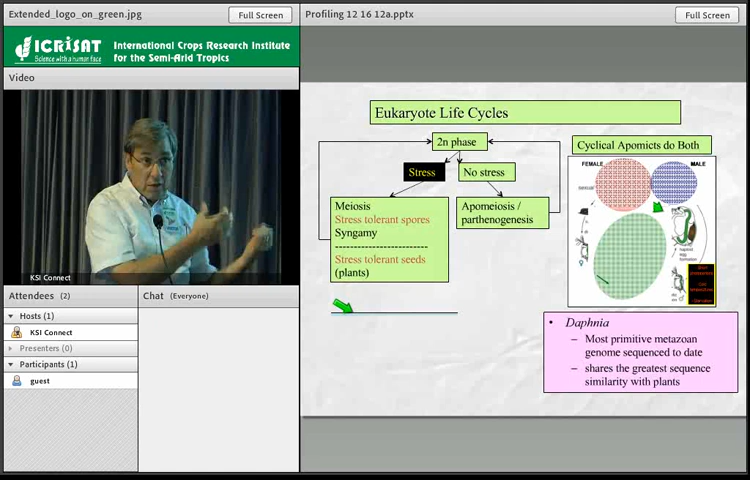 Extended_logo_on_green.jpg
Full Screen
Profiling 12 16 12a.pptx
Full Screen
ICRISAT
Science with a human face
International Crops Research Institute
for the Semi-Arid Tropics
Video
KSI Connect
Attendees (2)
Hosts (1)
KSI Connect
Presenters (0)
Participants (1)
guest
Chat (Everyone)
Eukaryote Life Cycles
2n phase
Stress
No stress
Meiosis
Stress tolerant spores
Syngamy
-------------------------
Stress tolerant seeds
(plants)
Apomeiosis /
parthenogenesis
Cyclical Apomicts do Both
FEMALE
MALE
• Daphnia
– Most primitive metazoan
genome sequenced to date
– shares the greatest sequence
similarity with plants